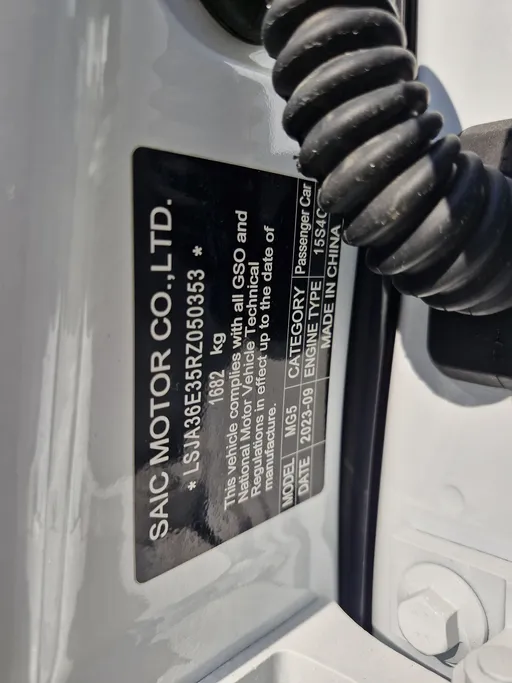 SAIC MOTOR CO.,LTD.
* LSJA36E35RZ050353 *
1682 kg
This vehicle complies with all GSO and
National Motor Vehicle Technical
Regulations in effect up to the date of
manufacture.
MODEL MG5 CATEGORY Passenger Car
DATE 2023-09 ENGINE TYPE 15S4C
MADE IN CHINA